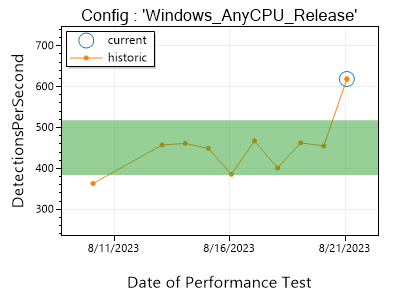 Config : 'Windows_AnyCPU_Release'
current
historic
DetectionsPerSecond
700
600
500
400
300
8/11/2023
8/16/2023
8/21/2023
Date of Performance Test